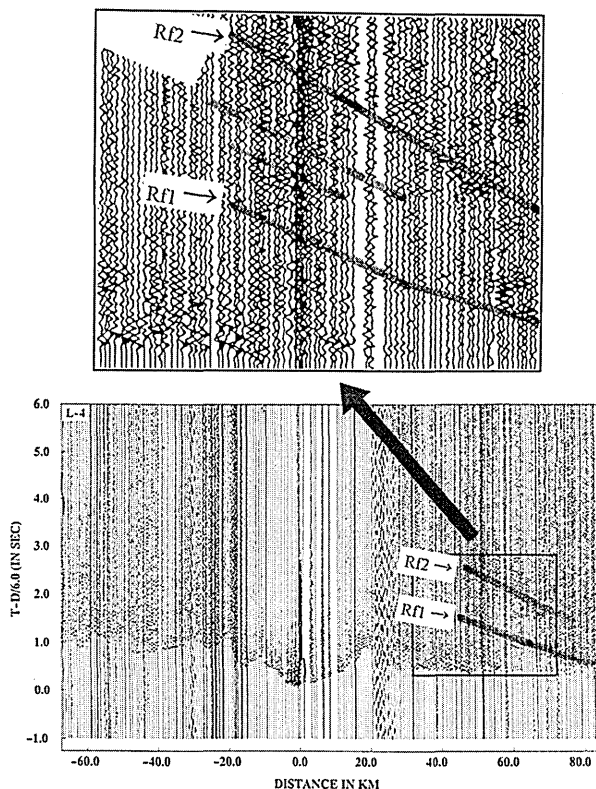 Rf2 →
Rf1 →
6.0
L-4
5.0
4.0
3.0
2.0
1.0
0.0
-1.0
T-D/6.0 (IN SEC)
Rf2 →
Rf1 →
-60.0 -40.0 -20.0 0.0 20.0 40.0 60.0 80.0
DISTANCE IN KM